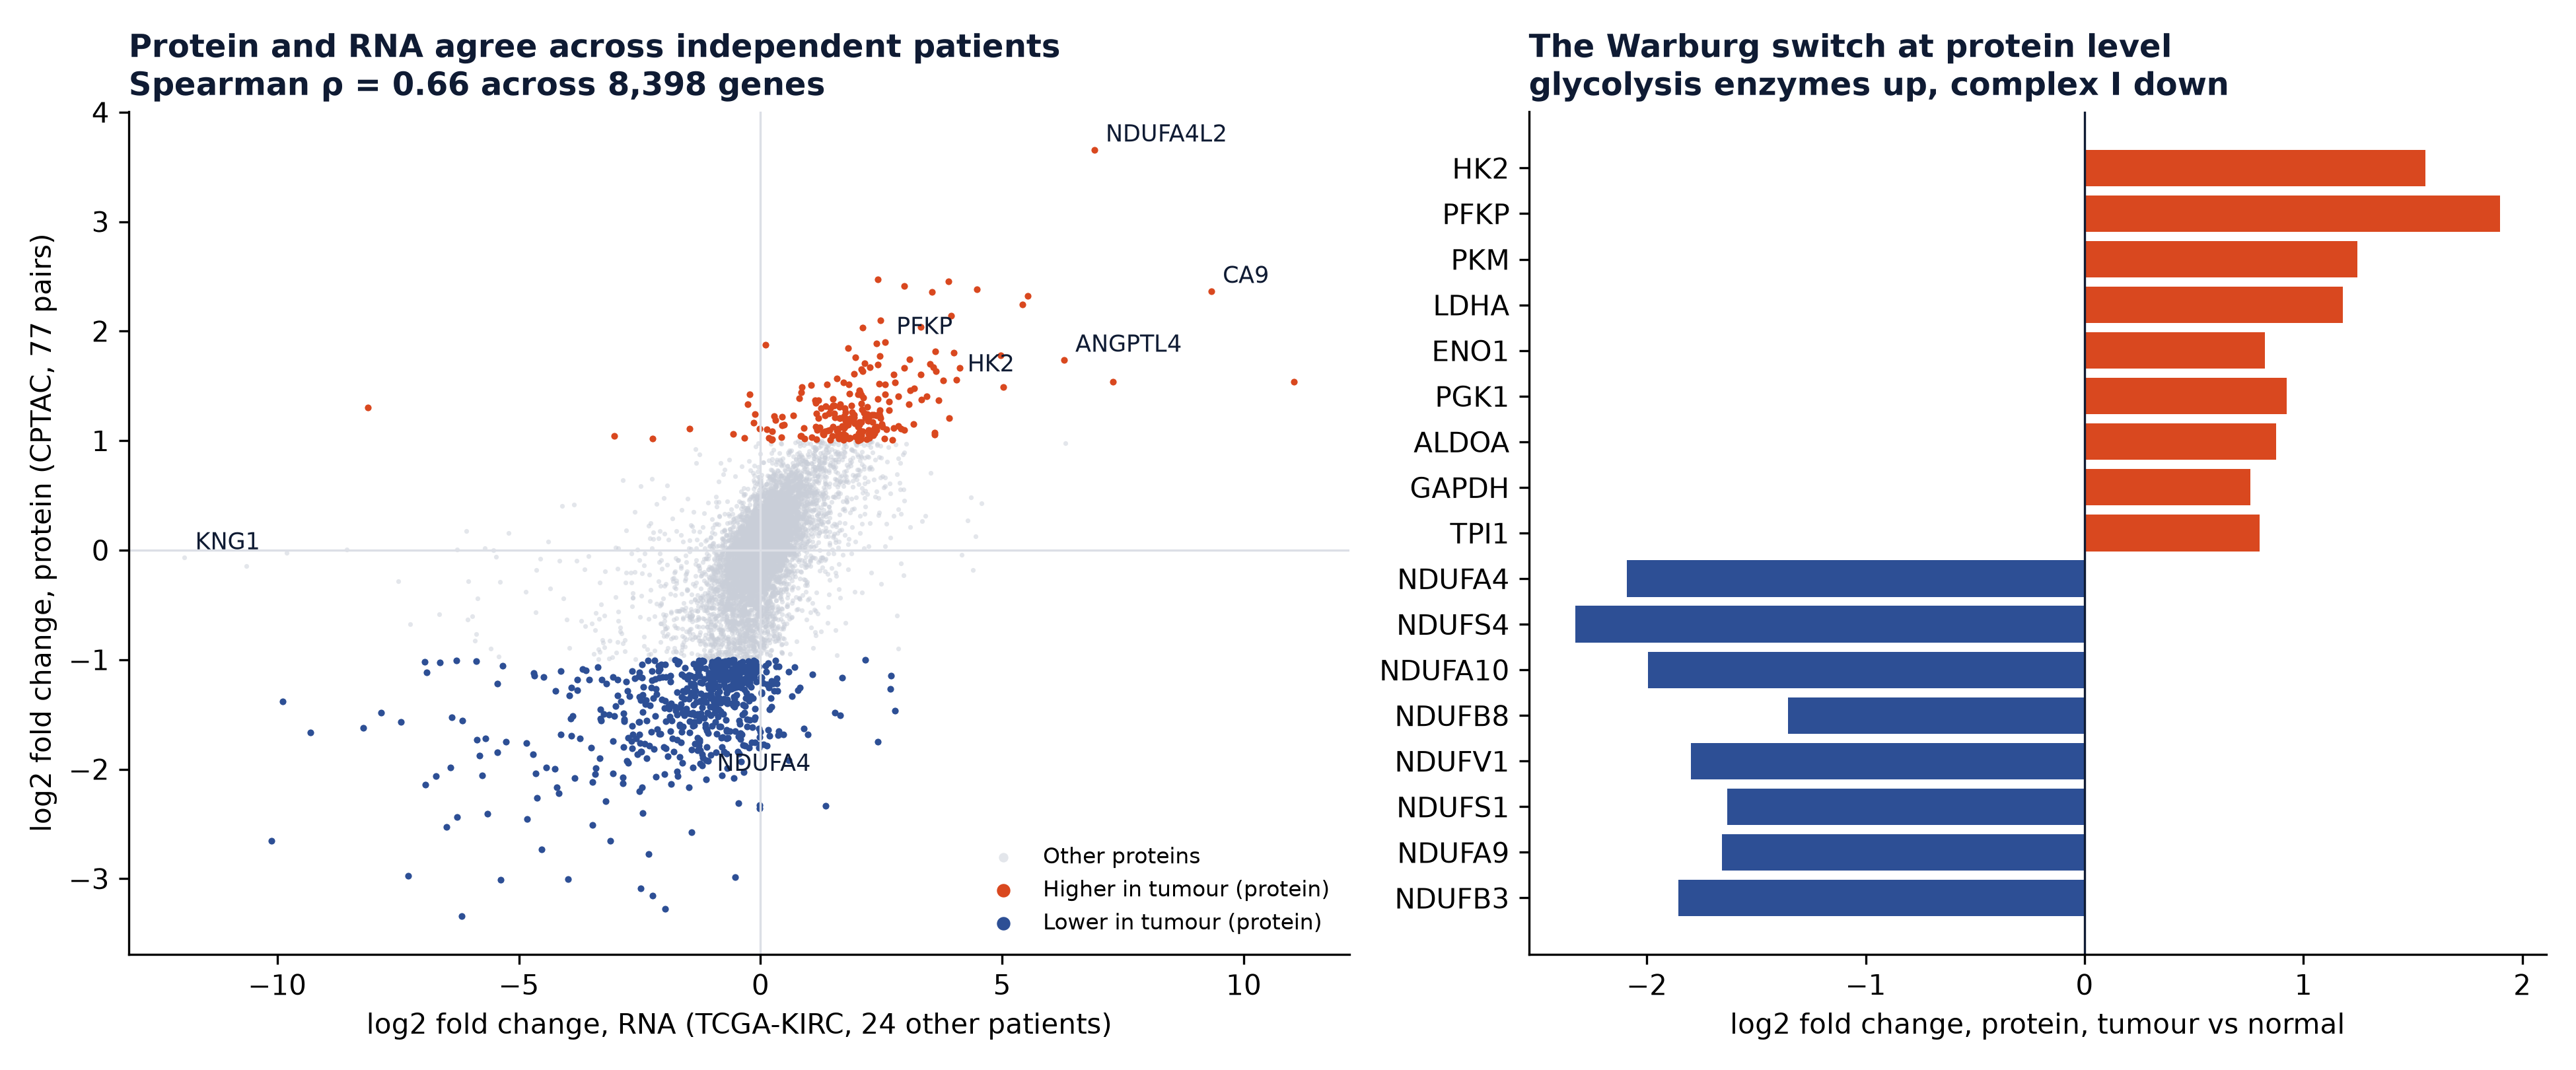 Protein and RNA agree across independent patients
Spearman ρ = 0.66 across 8,398 genes
log2 fold change, protein (CPTAC, 77 pairs)
4
3
2
1
0
−1
−2
−3
NDUFA4L2
CA9
PFKP
ANGPTL4
HK2
KNG1
NDUFA4
Other proteins
Higher in tumour (protein)
Lower in tumour (protein)
−10
−5
0
5
10
log2 fold change, RNA (TCGA-KIRC, 24 other patients)
The Warburg switch at protein level
glycolysis enzymes up, complex I down
HK2
PFKP
PKM
LDHA
ENO1
PGK1
ALDOA
GAPDH
TPI1
NDUFA4
NDUFS4
NDUFA10
NDUFB8
NDUFV1
NDUFS1
NDUFA9
NDUFB3
−2
−1
0
1
2
log2 fold change, protein, tumour vs normal